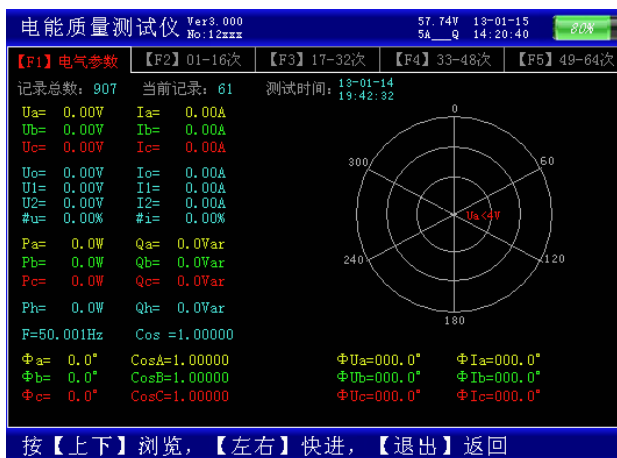 电能质量测试仪 Ver3.000 No:12xxx 57.74V 13-01-15 5A__Q 14:20:40 80%
【F1】电气参数 【F2】01-16次 【F3】17-32次 【F4】33-48次 【F5】49-64次
记录总数: 907 当前记录: 61 测试时间: 13-01-14 19:42:32
Ua= 0.00V Ia= 0.00A 0
Ub= 0.00V Ib= 0.00A
Uc= 0.00V Ic= 0.00A
300 60
Uo= 0.00V Io= 0.00A
U1= 0.00V I1= 0.00A
U2= 0.00V I2= 0.00A
#u= 0.00% #i= 0.00% Ua<4V
Pa= 0.0W Qa= 0.0Var
Pb= 0.0W Qb= 0.0Var 240 120
Pc= 0.0W Qc= 0.0Var
Ph= 0.0W Qh= 0.0Var
180
F=50.001Hz Cos =1.00000
Φa= 0.0° CosA=1.00000 ΦUa=000.0° ΦIa=000.0°
Φb= 0.0° CosB=1.00000 ΦUb=000.0° ΦIb=000.0°
Φc= 0.0° CosC=1.00000 ΦUc=000.0° ΦIc=000.0°
按【上下】浏览, 【左右】快进, 【退出】返回